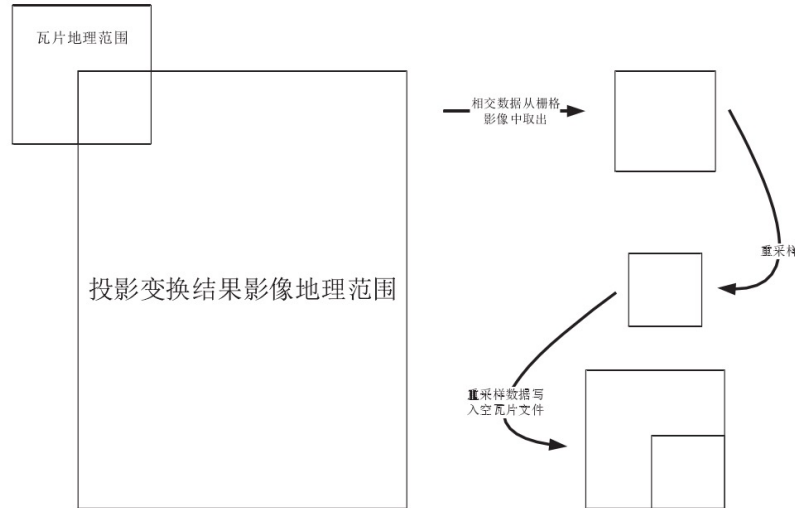 瓦片地理范围
投影变换结果影像地理范围
相交数据从栅格
影像中取出
重采样
重采样数据写
入空瓦片文件